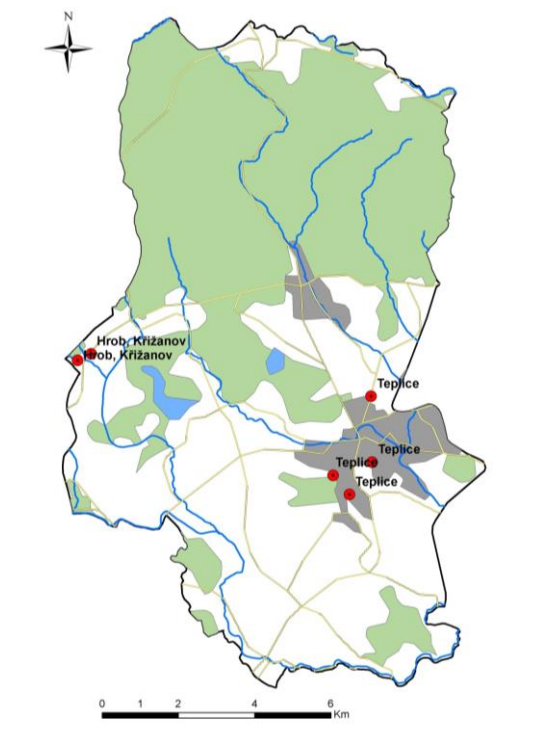 N
Hrob, Křižanov
Hrob, Křižanov
Teplice
Teplice
Teplice
Teplice
0 1 2 4 6
Km